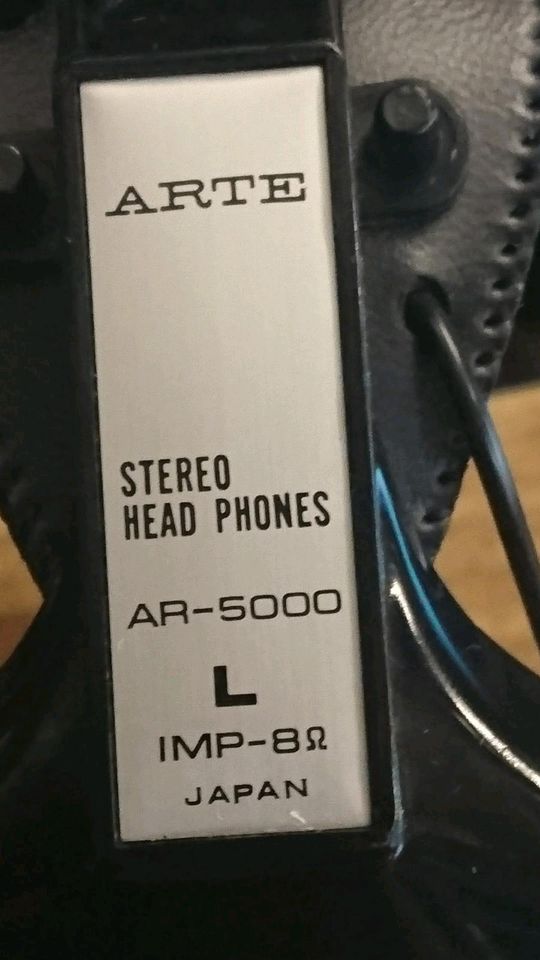 ARTE
STEREO
HEAD PHONES
AR-5000
L
IMP-8Ω
JAPAN